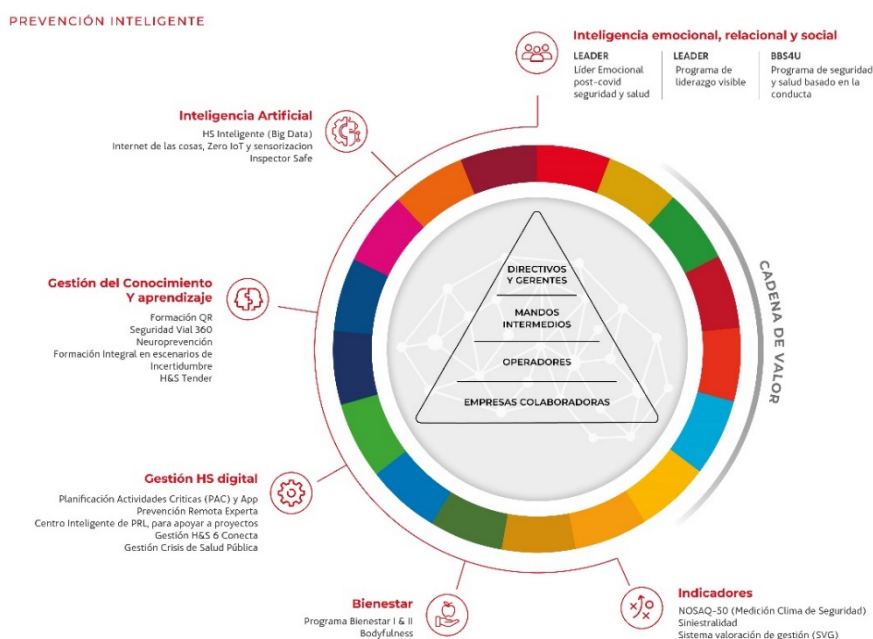 PREVENCIÓN INTELIGENTE
Inteligencia emocional, relacional y social
LEADER
Líder Emocional
post-covid
seguridad y salud
LEADER
Programa de
liderazgo visible
BBS4U
Programa de seguridad
y salud basado en la
conducta
Inteligencia Artificial
HS Inteligente (Big Data)
Internet de las cosas, Zero IoT y sensorizacion
Inspector Safe
Gestión del Conocimiento
Y aprendizaje
Formación QR
Seguridad Vial 360
Neuroprevención
Formación Integral en escenarios de
Incertidumbre
H&S Tender
Gestión HS digital
Planificación Actividades Criticas (PAC) y App
Prevención Remota Experta
Centro Inteligente de PRL, para apoyar a proyectos
Gestión H&S 6 Conecta
Gestión Crisis de Salud Pública
Bienestar
Programa Bienestar I & II
Bodyfulness
Indicadores
NOSAQ-50 (Medición Clima de Seguridad)
Siniestralidad
Sistema valoración de gestión (SVG)
DIRECTIVOS
Y GERENTES
MANDOS
INTERMEDIOS
OPERADORES
EMPRESAS COLABORADORAS
CADENA DE VALOR